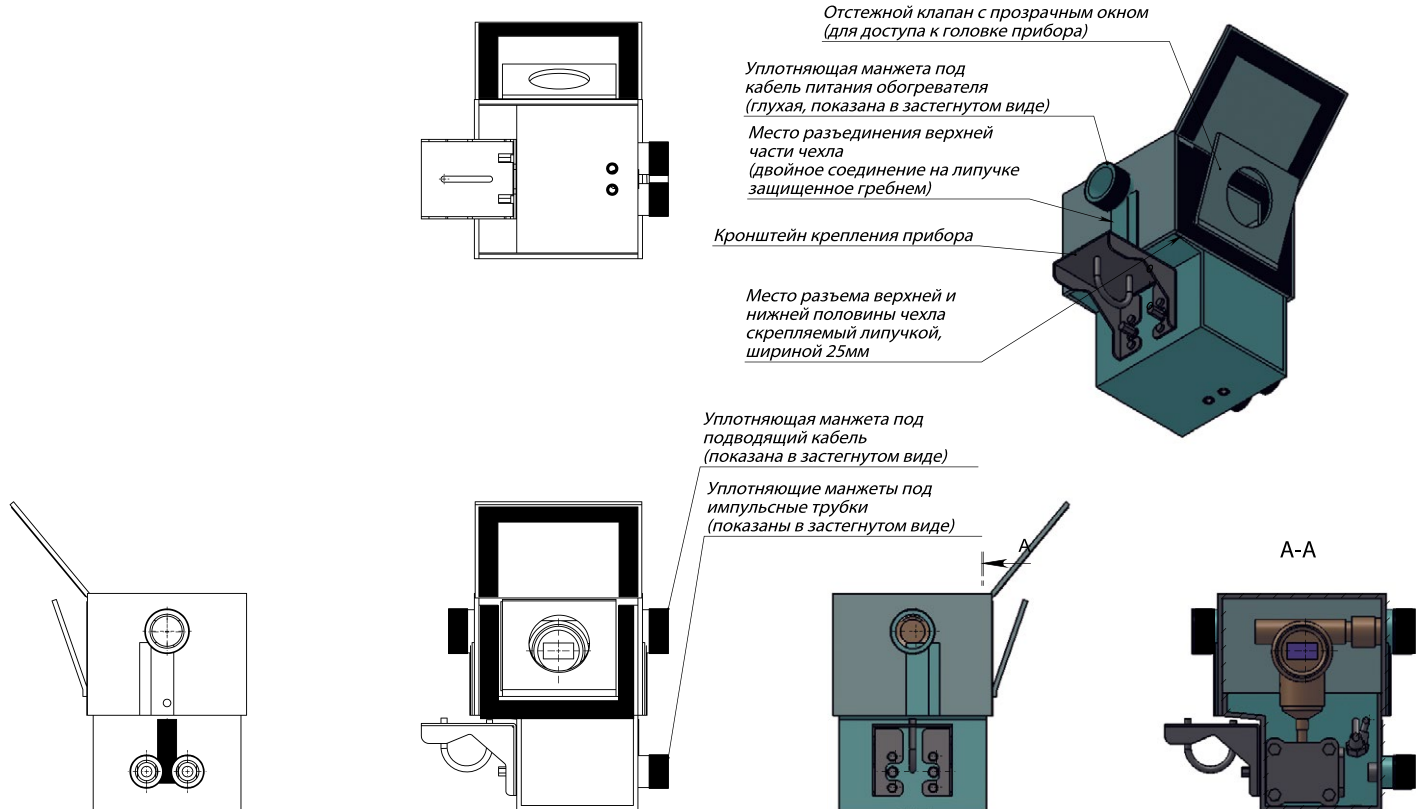 Отстежной клапан с прозрачным окном
(для доступа к головке прибора)
Уплотняющая манжета под
кабель питания обогревателя
(глухая, показана в застегнутом виде)
Место разъединения верхней
части чехла
(двойное соединение на липучке
защищенное гребнем)
Кронштейн крепления прибора
Место разъема верхней и
нижней половины чехла
скрепляемый липучкой,
шириной 25мм
Уплотняющая манжета под
подводящий кабель
(показана в застегнутом виде)
Уплотняющие манжеты под
импульсные трубки
(показаны в застегнутом виде)
А
А-А